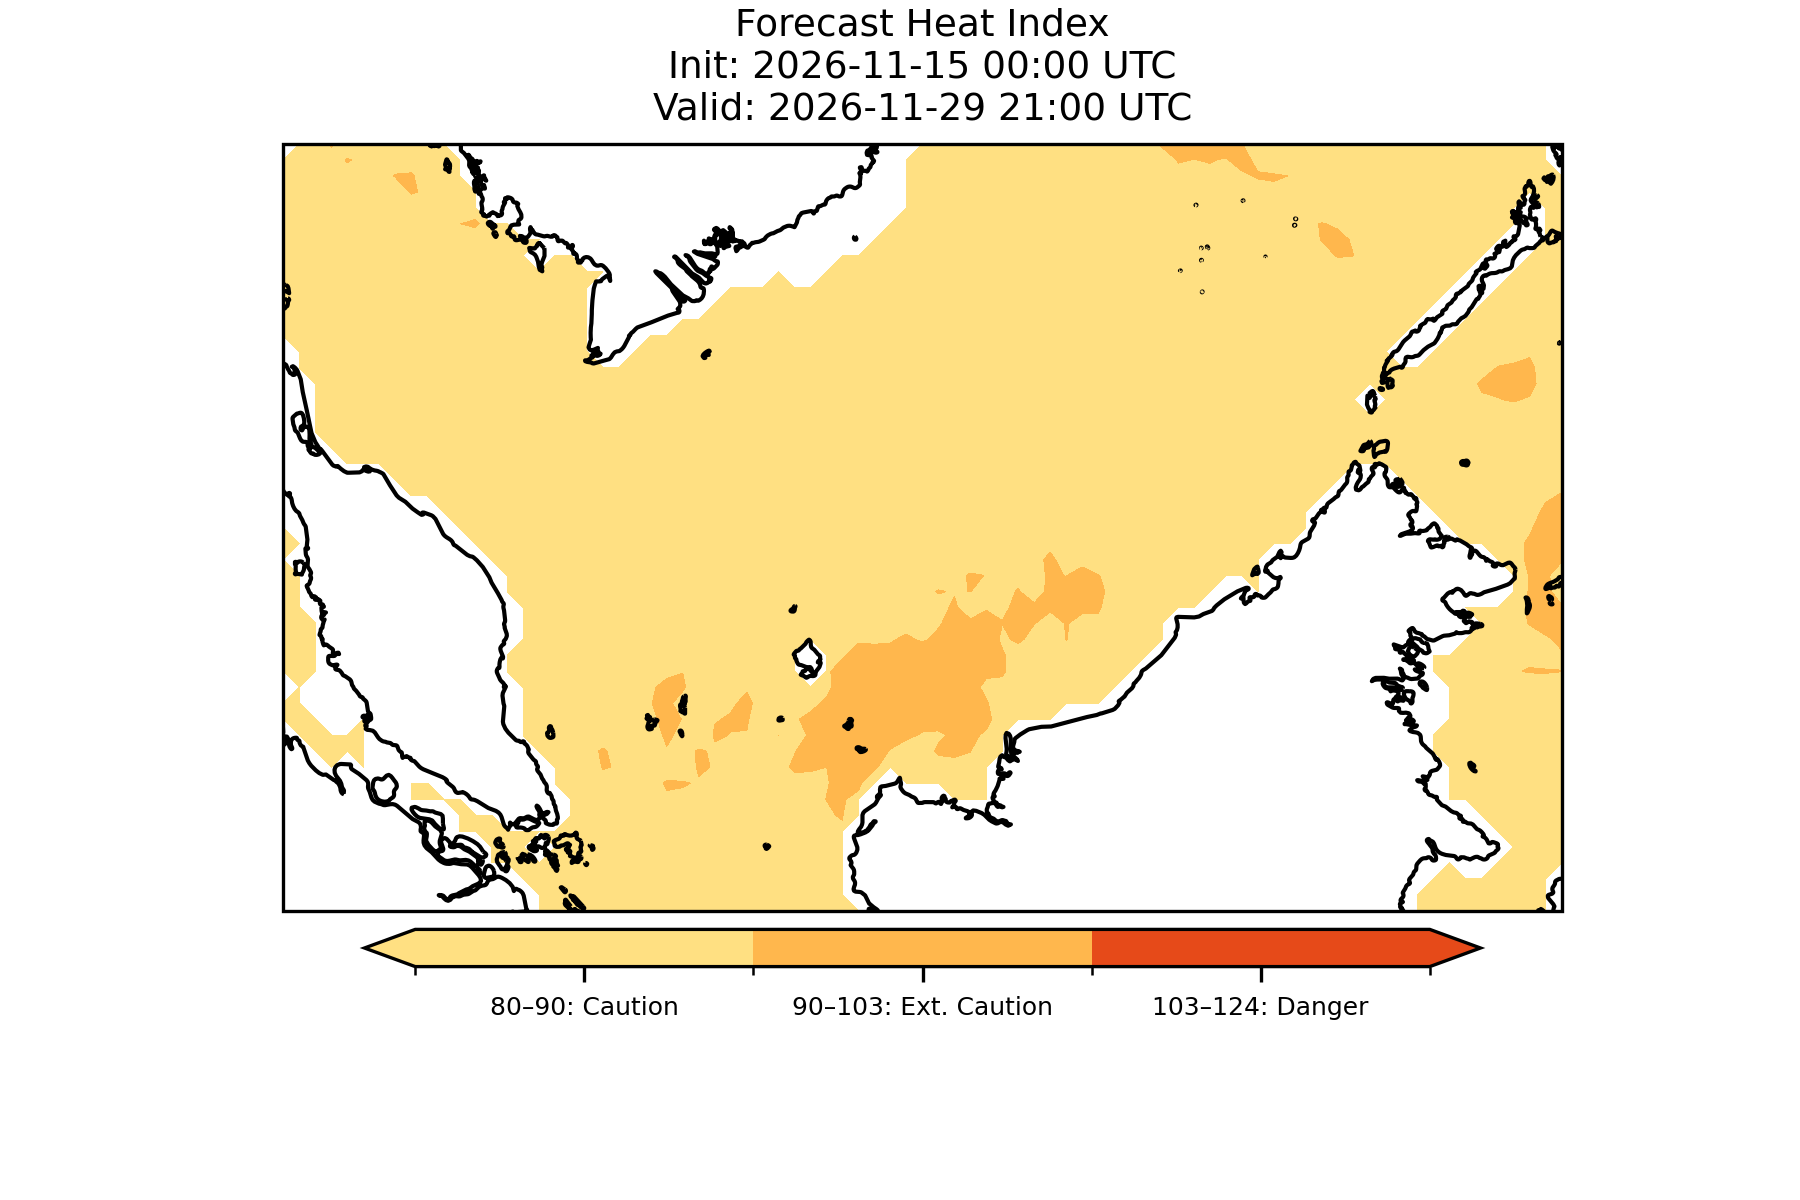 Forecast Heat Index
Init: 2026-11-15 00:00 UTC
Valid: 2026-11-29 21:00 UTC
80–90: Caution
90–103: Ext. Caution
103–124: Danger